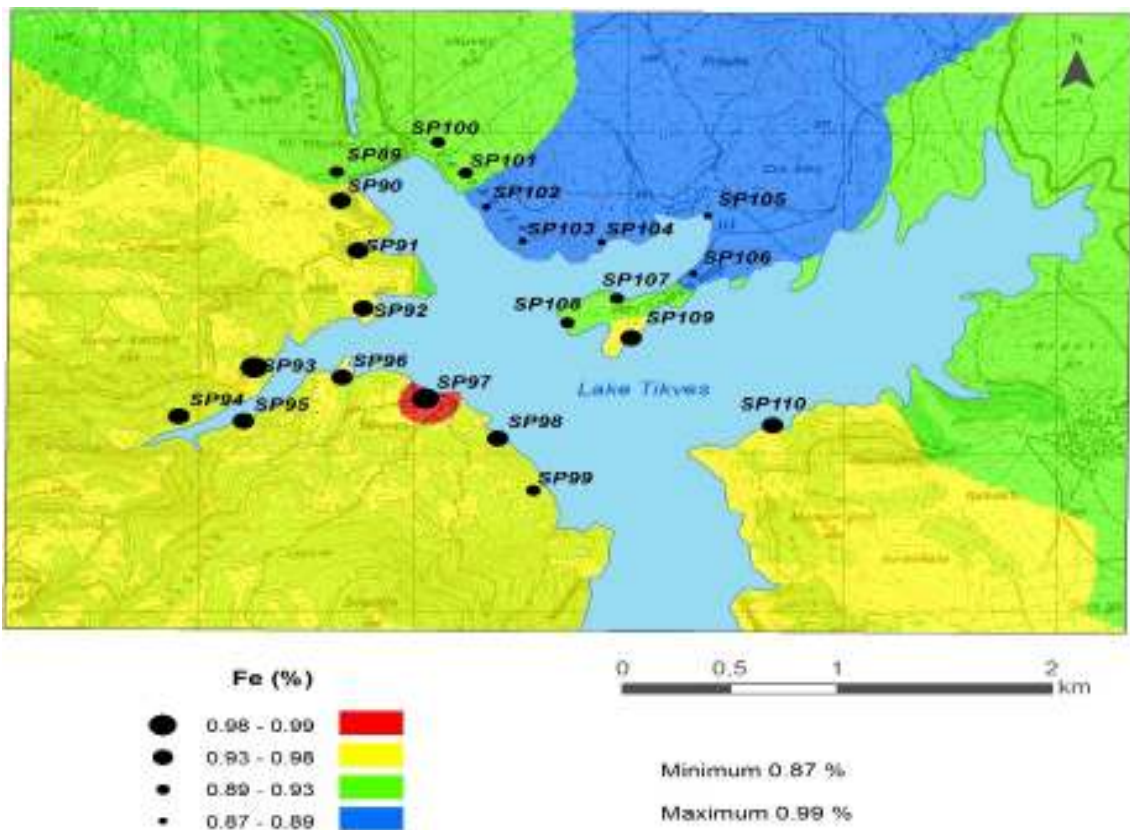 N
SP100
SP89
SP101
SP90
SP102
SP105
SP91
SP103
SP104
SP106
SP107
SP92
SP108
SP109
SP93
SP96
SP97
Lake Tikves
SP94
SP95
SP110
SP98
SP99
Fe (%)
0 0.5 1 2
km
0.98 - 0.99
0.93 - 0.98
0.89 - 0.93
0.87 - 0.89
Minimum 0.87 %
Maximum 0.99 %